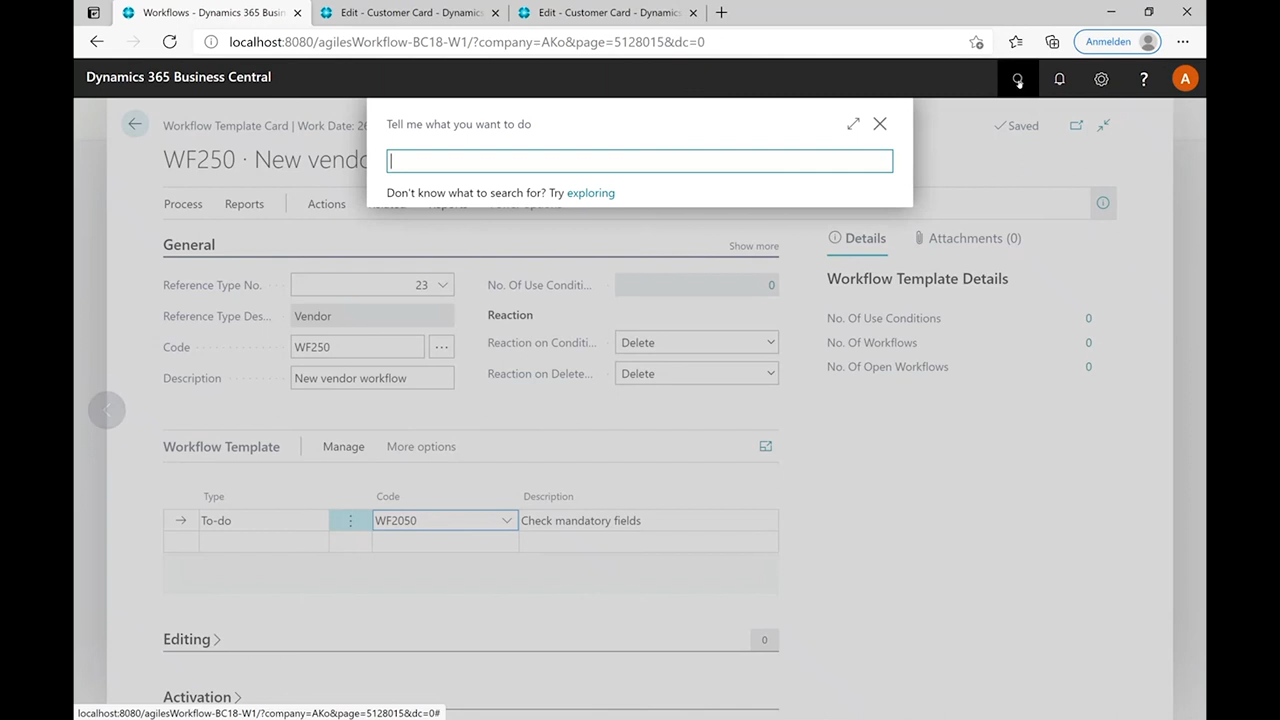 Workflows - Dynamics 365 Busin
Edit - Customer Card - Dynamics
Edit - Customer Card - Dynamics
localhost:8080/agilesWorkflow-BC18-W1/?company=AKo&page=5128015&dc=0
Anmelden
Dynamics 365 Business Central
?
A
Tell me what you want to do
Don't know what to search for? Try exploring
Workflow Template Card | Work Date: 26
Saved
WF250 · New vendo
Process
Reports
Actions
General
Show more
Reference Type No.
23
Reference Type Des...
Vendor
Code
WF250
...
Description
New vendor workflow
No. Of Use Conditi...
0
Reaction
Reaction on Conditi...
Delete
Reaction on Delete...
Delete
Details
Attachments (0)
Workflow Template Details
No. Of Use Conditions 0
No. Of Workflows 0
No. Of Open Workflows 0
Workflow Template
Manage
More options
Type Code Description
To-do WF2050 Check mandatory fields
Editing
0
Activation
localhost:8080/agilesWorkflow-BC18-W1/?company=AKo&page=5128015&dc=0#